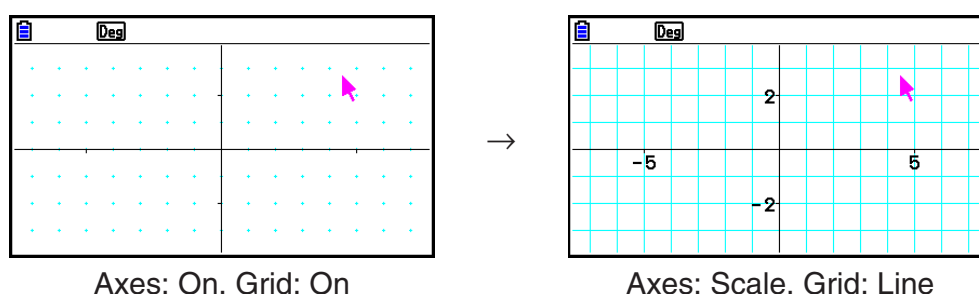 Deg
Axes: On, Grid: On
→
Deg
2
-5
5
-2
Axes: Scale, Grid: Line